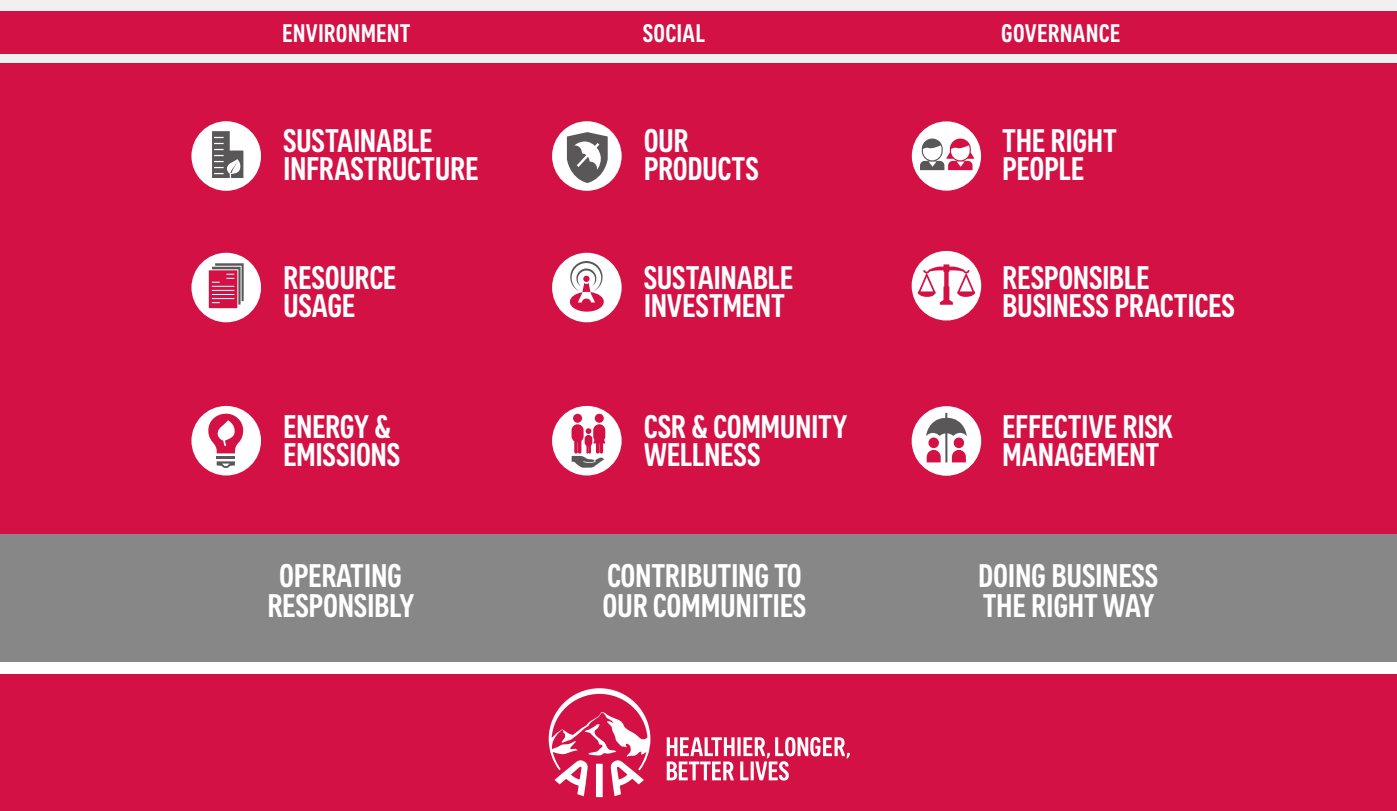 ENVIRONMENT
SOCIAL
GOVERNANCE
SUSTAINABLE
INFRASTRUCTURE
OUR
PRODUCTS
THE RIGHT
PEOPLE
RESOURCE
USAGE
SUSTAINABLE
INVESTMENT
RESPONSIBLE
BUSINESS PRACTICES
ENERGY &
EMISSIONS
CSR & COMMUNITY
WELLNESS
EFFECTIVE RISK
MANAGEMENT
OPERATING
RESPONSIBLY
CONTRIBUTING TO
OUR COMMUNITIES
DOING BUSINESS
THE RIGHT WAY
AIA
HEALTHIER, LONGER,
BETTER LIVES